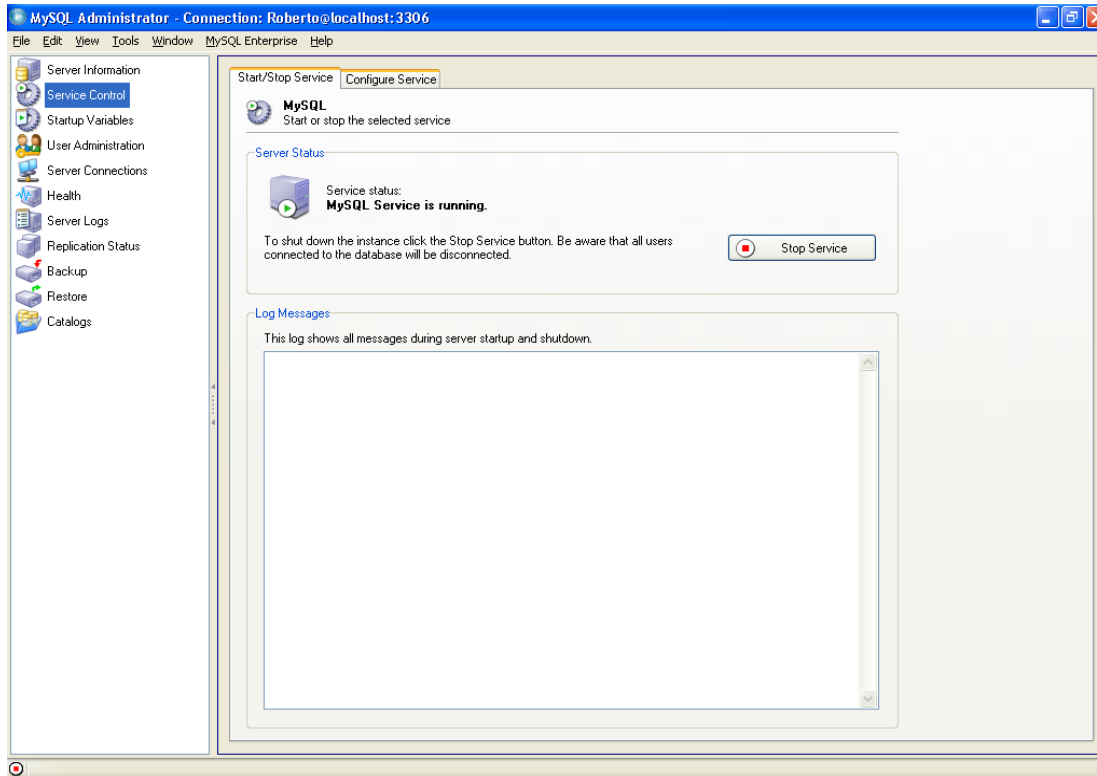 MySQL Administrator - Connection: Roberto@localhost:3306
File Edit View Tools Window MySQL Enterprise Help
Server Information
Service Control
Startup Variables
User Administration
Server Connections
Health
Server Logs
Replication Status
Backup
Restore
Catalogs
Start/Stop Service Configure Service
MySQL
Start or stop the selected service
Server Status
Service status:
MySQL Service is running.
To shut down the instance click the Stop Service button. Be aware that all users
connected to the database will be disconnected.
Stop Service
Log Messages
This log shows all messages during server startup and shutdown.